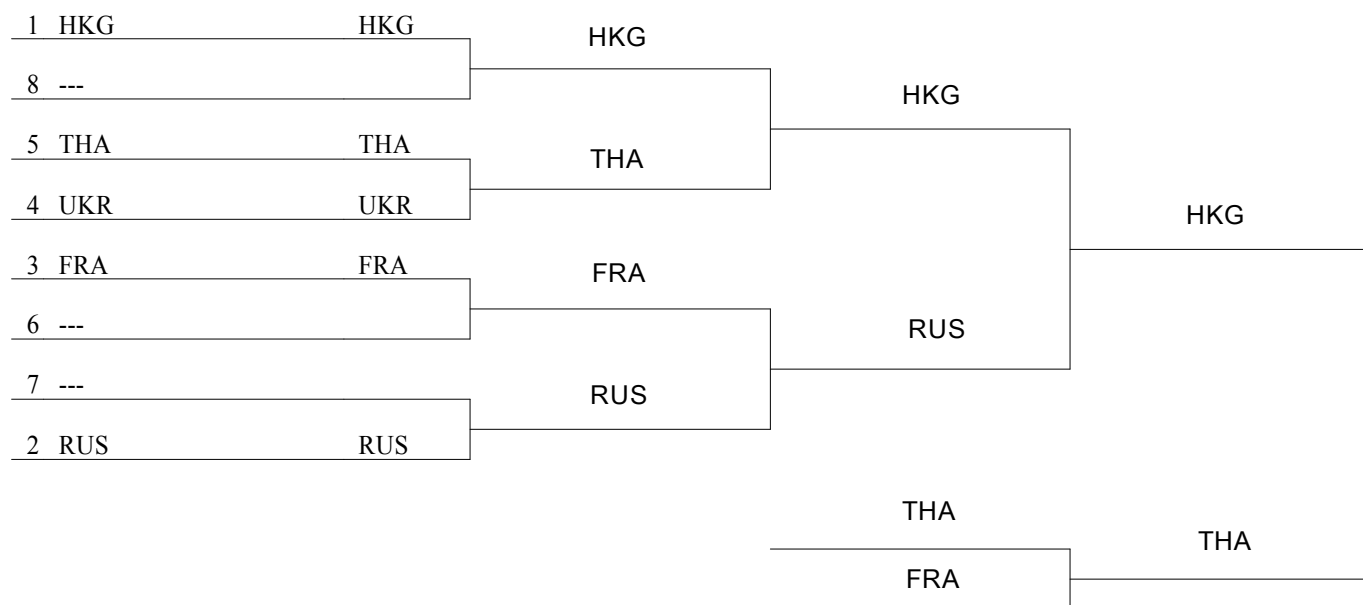 1 HKG HKG
HKG
8 ---
HKG
5 THA THA
THA
4 UKR UKR
HKG
3 FRA FRA
FRA
6 ---
RUS
7 ---
RUS
2 RUS RUS
THA
THA
FRA